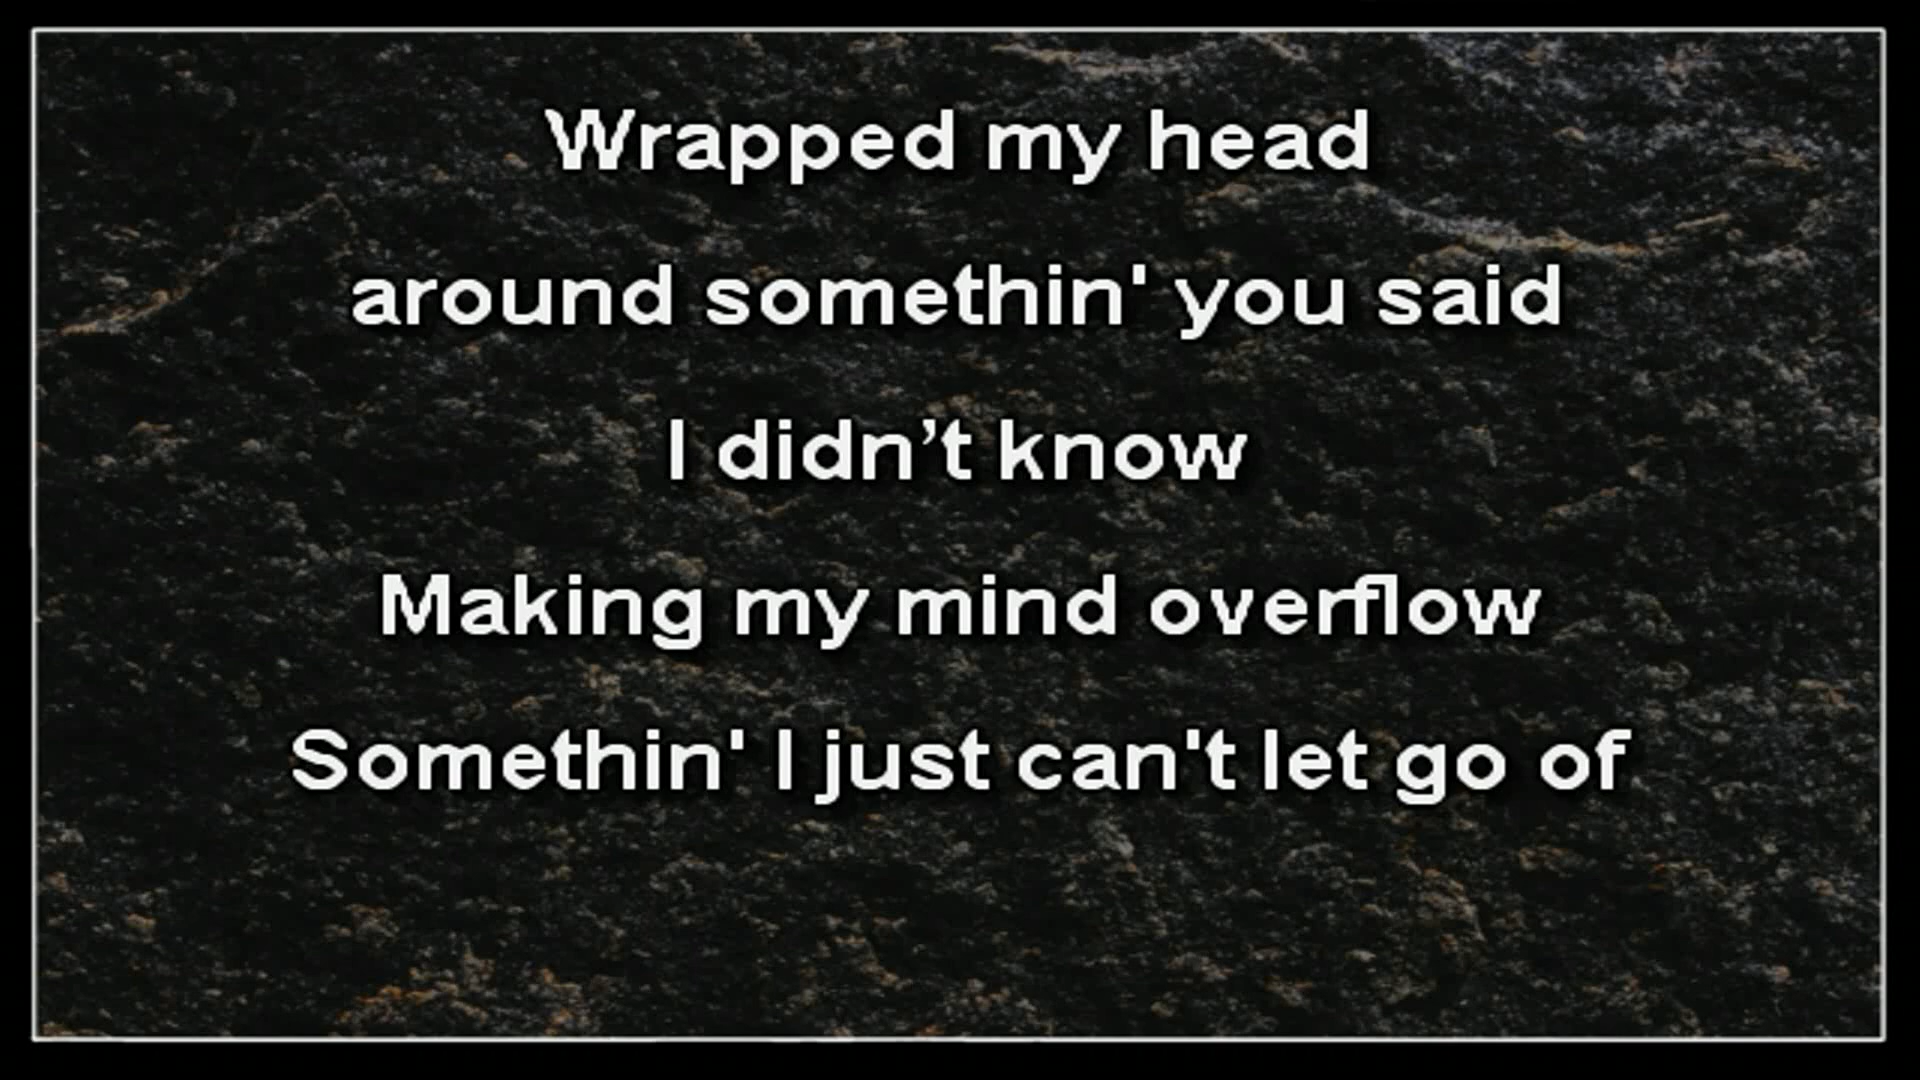 Wrapped my head
around somethin' you said
I didn’t know
Making my mind overflow
Somethin' I just can't let go of